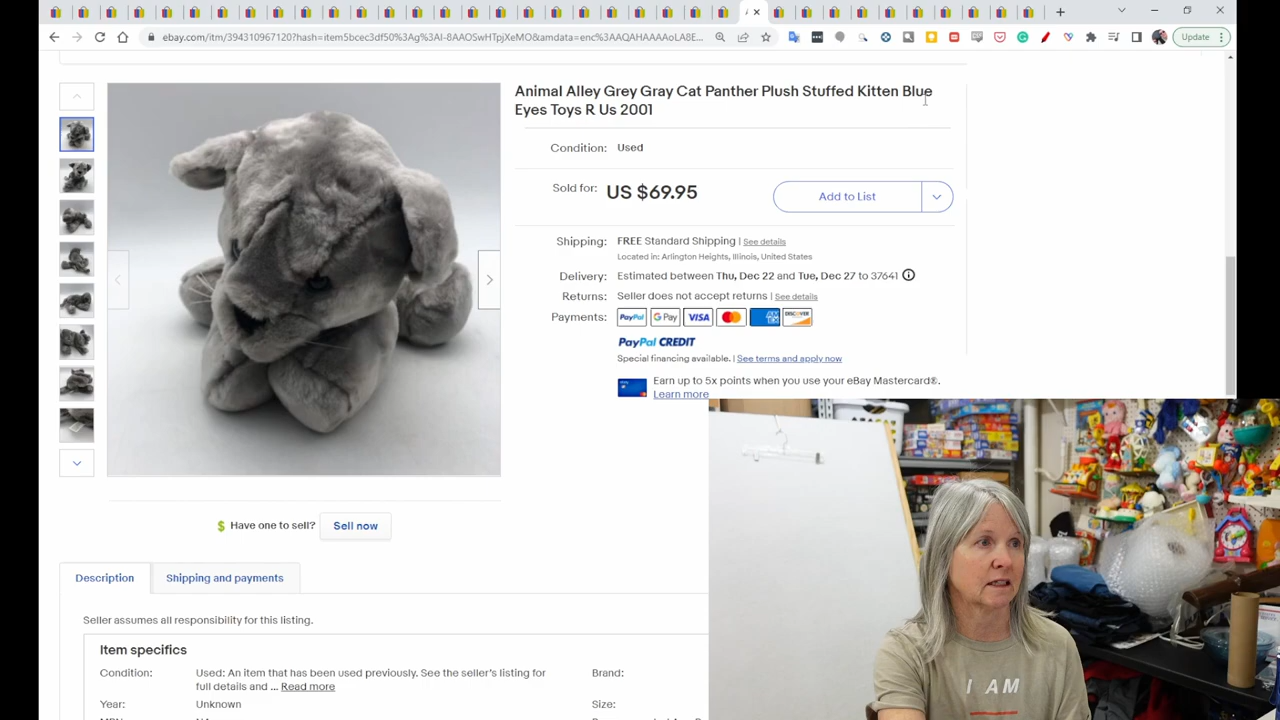 ebay.com/itm/394310967120?hash=item5bcec3df50%3Ag%3AI-8AAOSwHTpjXeMO&amdata=enc%3AAQAHAAAAoLA8E...
Update
Animal Alley Grey Gray Cat Panther Plush Stuffed Kitten Blue
Eyes Toys R Us 2001
Condition: Used
Sold for: US $69.95
Add to List
Shipping: FREE Standard Shipping | See details
Located in: Arlington Heights, Illinois, United States
Delivery: Estimated between Thu, Dec 22 and Tue, Dec 27 to 37641
Returns: Seller does not accept returns | See details
Payments: PayPal G Pay VISA DISCOVER
PayPal CREDIT
Special financing available. | See terms and apply now
Earn up to 5x points when you use your eBay Mastercard®.
Learn more
$ Have one to sell? Sell now
Description
Shipping and payments
Seller assumes all responsibility for this listing.
Item specifics
Condition: Used: An item that has been used previously. See the seller's listing for
full details and ... Read more
Brand:
Year: Unknown
Size:
I AM